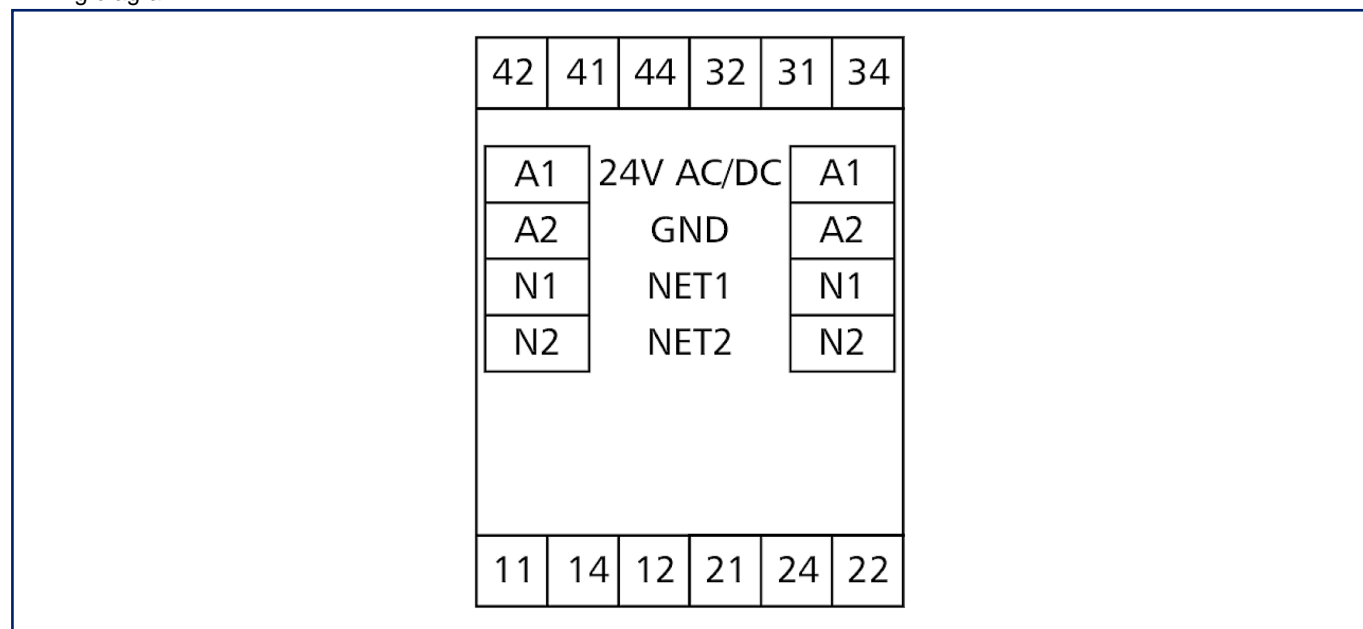 42 41 44 32 31 34
A1 24V AC/DC A1
A2 GND A2
N1 NET1 N1
N2 NET2 N2
11 14 12 21 24 22